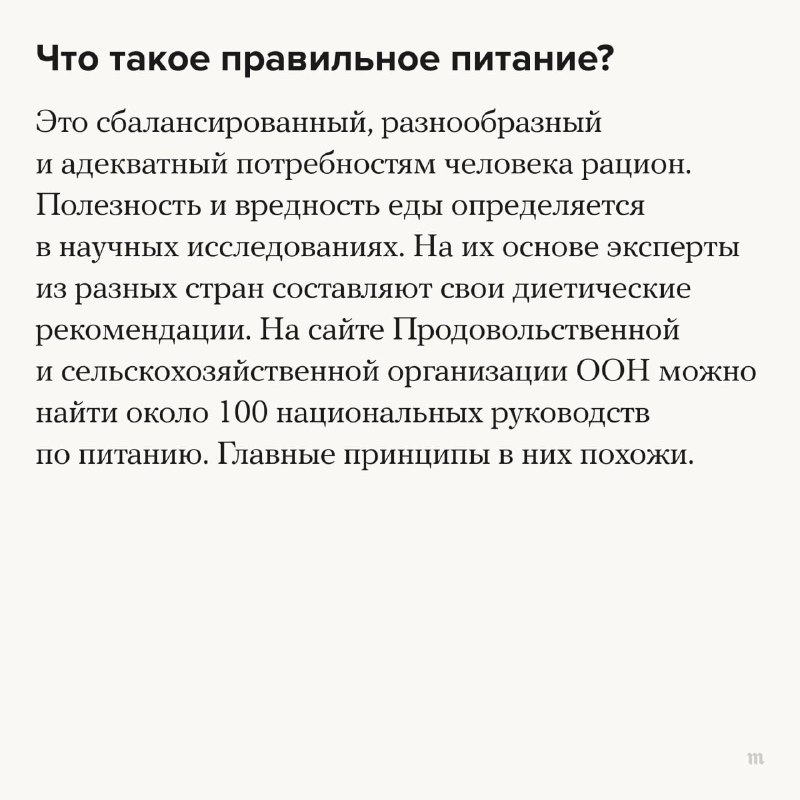 Что такое правильное питание?
Это сбалансированный, разнообразный
и адекватный потребностям человека рацион.
Полезность и вредность еды определяется
в научных исследованиях. На их основе эксперты
из разных стран составляют свои диетические
рекомендации. На сайте Продовольственной
и сельскохозяйственной организации ООН можно
найти около 100 национальных руководств
по питанию. Главные принципы в них похожи.
m